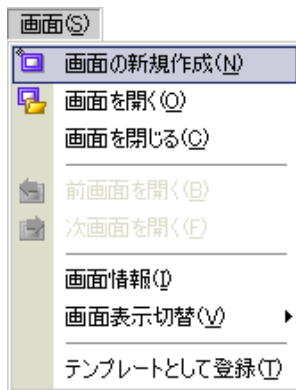 画面(S)
画面の新規作成(N)
画面を開く(O)
画面を閉じる(C)
前画面を開く(B)
次画面を開く(F)
画面情報(I)
画面表示切替(V)
テンプレートとして登録(T)